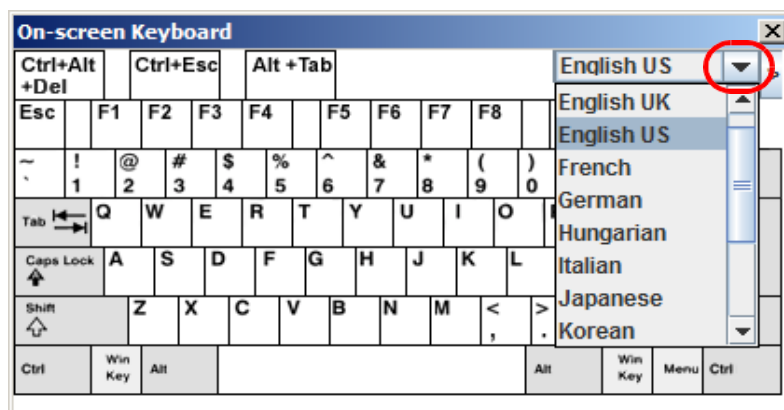 On-screen Keyboard
Ctrl+Alt +Del Ctrl+Esc Alt +Tab English US
Esc F1 F2 F3 F4 F5 F6 F7 F8
English UK
English US
French
German
Hungarian
Italian
Japanese
Korean
~ ! @ # $ % ^ & * ( )
` 1 2 3 4 5 6 7 8 9 0
Tab Q W E R T Y U I O
Caps Lock A S D F G H J K L
Shift Z X C V B N M < >
, .
Ctrl Win Key Alt Alt Win Key Menu Ctrl